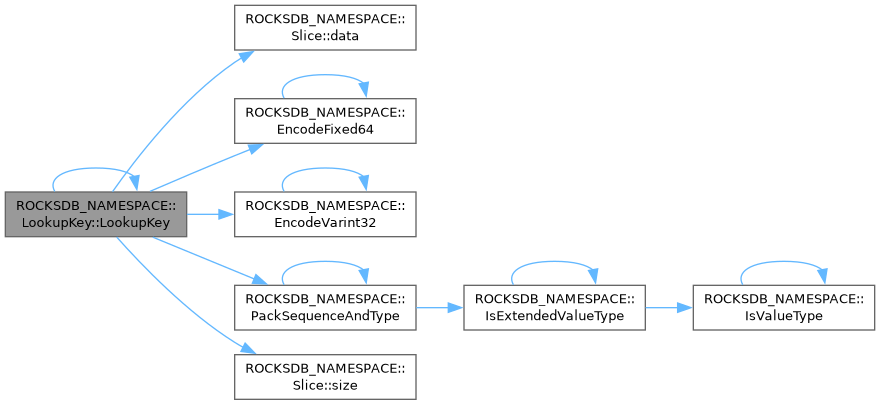 ROCKSDB_NAMESPACE::
Slice::data
ROCKSDB_NAMESPACE::
EncodeFixed64
ROCKSDB_NAMESPACE::
LookupKey::LookupKey
ROCKSDB_NAMESPACE::
EncodeVarint32
ROCKSDB_NAMESPACE::
PackSequenceAndType
ROCKSDB_NAMESPACE::
IsExtendedValueType
ROCKSDB_NAMESPACE::
IsValueType
ROCKSDB_NAMESPACE::
Slice::size